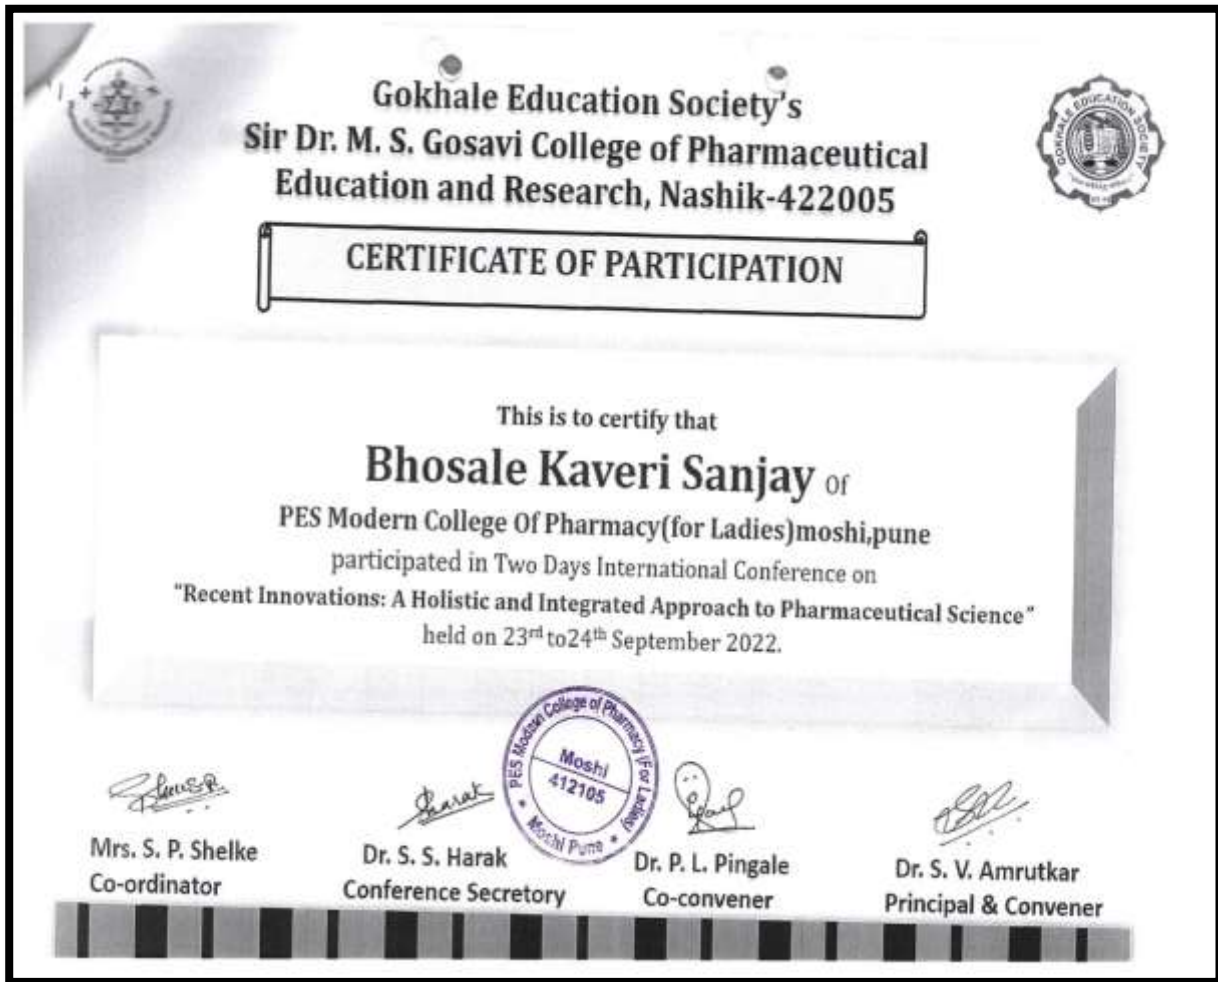 Gokhale Education Society's
Sir Dr. M. S. Gosavi College of Pharmaceutical
Education and Research, Nashik-422005
GOKHALE EDUCATION SOCIETY
CERTIFICATE OF PARTICIPATION
This is to certify that
Bhosale Kaveri Sanjay Of
PES Modern College Of Pharmacy(for Ladies)moshi,pune
participated in Two Days International Conference on
"Recent Innovations: A Holistic and Integrated Approach to Pharmaceutical Science"
held on 23rd to24th September 2022.
PES Modern College of Pharmacy (For Ladies)
Moshi
412105
* Moshi Pune *
Mrs. S. P. Shelke
Co-ordinator
Dr. S. S. Harak
Conference Secretory
Dr. P. L. Pingale
Co-convener
Dr. S. V. Amrutkar
Principal & Convener